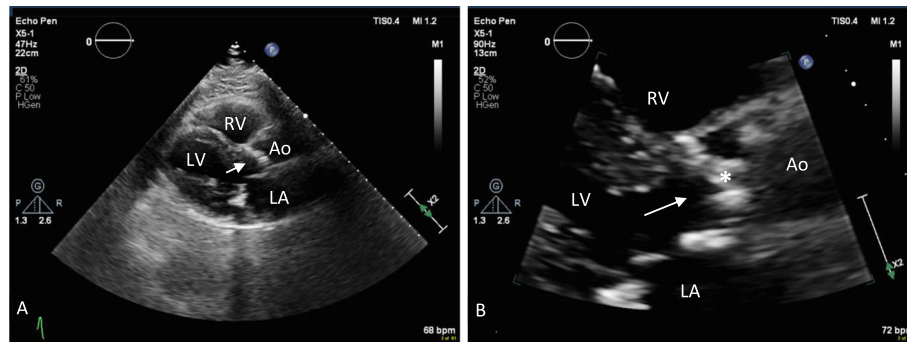 Echo Pen
X5-1
47Hz
22cm
2D
61%
C 50
P Low
HGen
TIS0.4 MI 1.2
M1
0
P
RV
LV
Ao
LA
G
P R
1.3 2.6
X2
A
68 bpm
Echo Pen
X5-1
90Hz
13cm
2D
52%
C 50
P Low
HGen
TIS0.4 MI 1.2
M1
0
P
RV
Ao
*
LV
LA
G
P R
1.3 2.6
X2
B
72 bpm